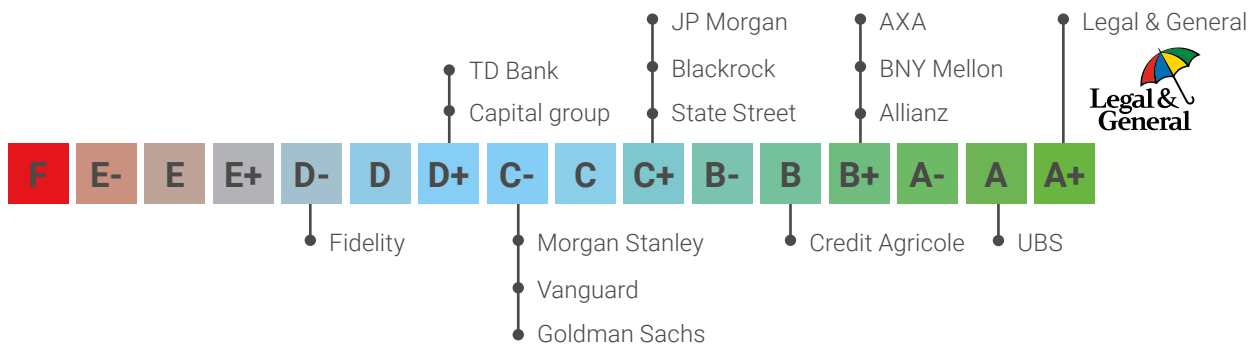 JP Morgan
AXA
Legal & General
TD Bank
Blackrock
BNY Mellon
Capital group
State Street
Allianz
Legal &
General
F E- E E+ D- D D+ C- C C+ B- B B+ A- A A+
Fidelity
Morgan Stanley
Credit Agricole
UBS
Vanguard
Goldman Sachs